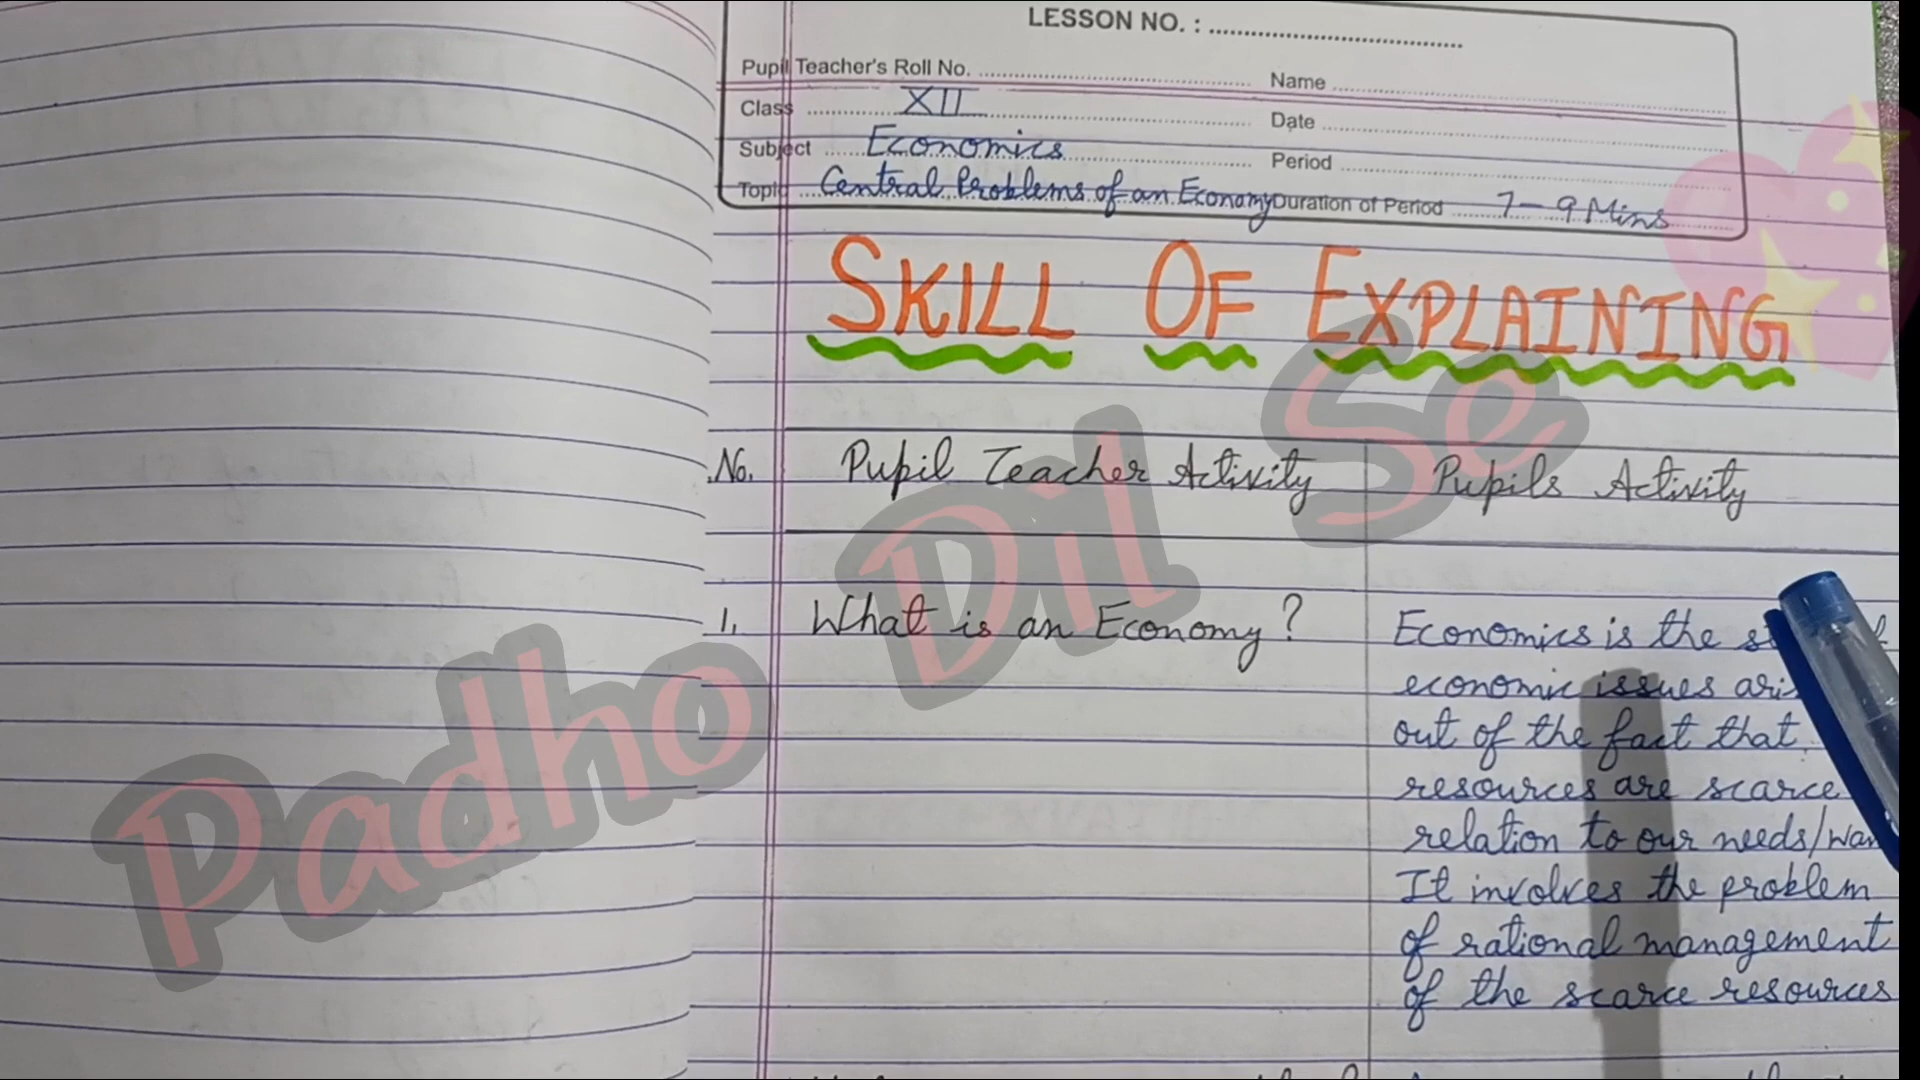 LESSON NO. :
Pupil Teacher's Roll No. Name
Class XII Date
Subject Economics Period
Topic Central Problems of an Economy Duration of Period 7-9 Mins
SKILL OF EXPLAINING
No. Pupil Teacher Activity Pupils Activity
1. What is an Economy? Economics is the
economic issues
out of the fact that
resources are scarce
relation to our needs/
It involves the problem
of rational management
of the scarce resources
Padho Dil Se